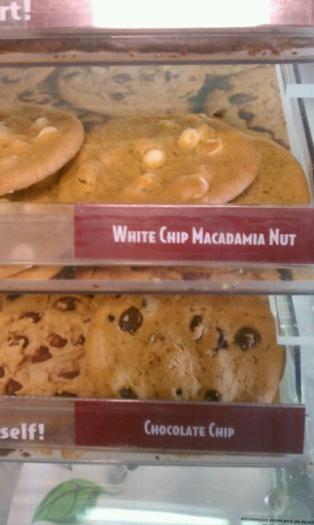 rt!
White Chip Macadamia Nut
self!
Chocolate Chip